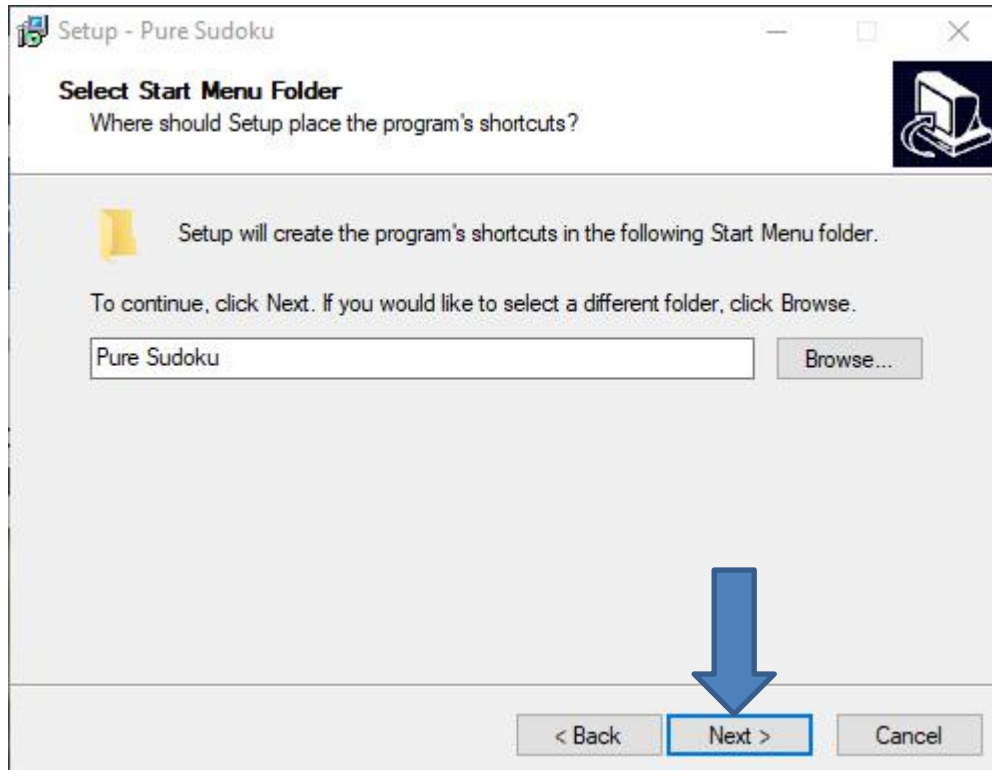 Setup - Pure Sudoku
Select Start Menu Folder
Where should Setup place the program's shortcuts?
Setup will create the program's shortcuts in the following Start Menu folder.
To continue, click Next. If you would like to select a different folder, click Browse.
Pure Sudoku
Browse...
< Back
Next >
Cancel